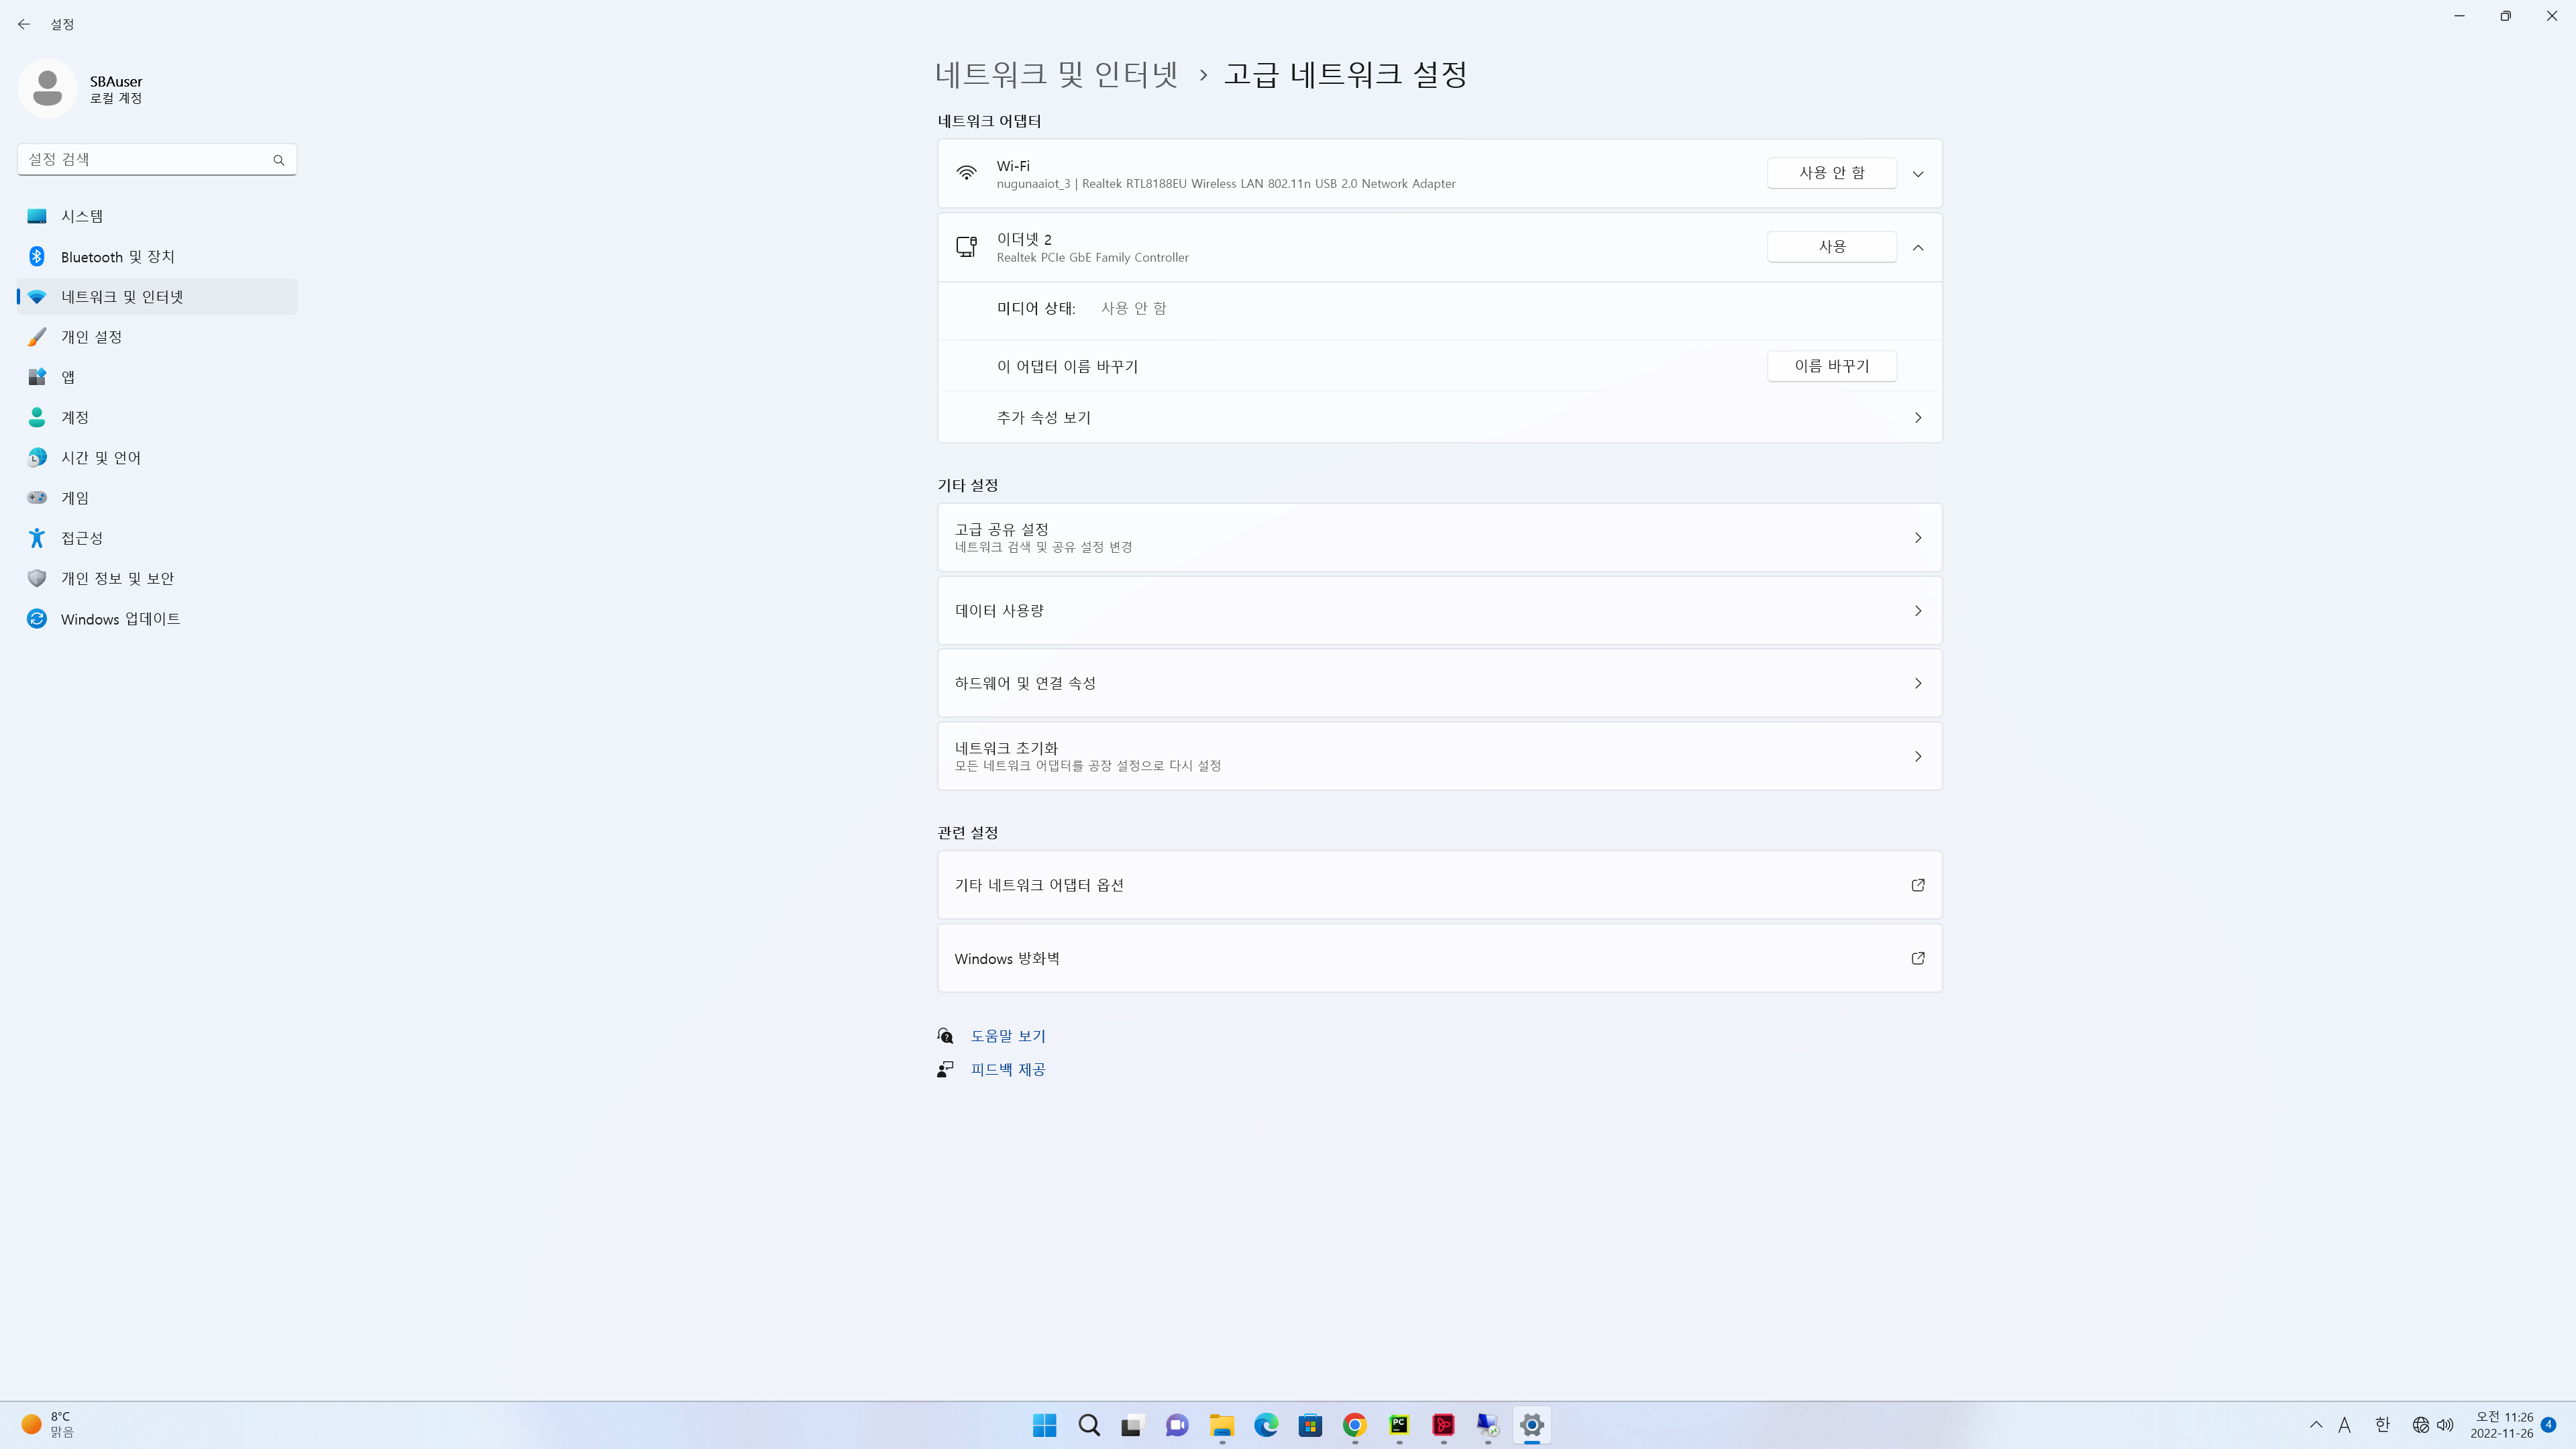 설정
SBAuser
로컬 계정
설정 검색
시스템
Bluetooth 및 장치
네트워크 및 인터넷
개인 설정
앱
계정
시간 및 언어
게임
접근성
개인 정보 및 보안
Windows 업데이트
네트워크 및 인터넷 › 고급 네트워크 설정
네트워크 어댑터
Wi-Fi
nugunaaiot_3 | Realtek RTL8188EU Wireless LAN 802.11n USB 2.0 Network Adapter
사용 안 함
이더넷 2
Realtek PCIe GbE Family Controller
사용
미디어 상태: 사용 안 함
이 어댑터 이름 바꾸기
이름 바꾸기
추가 속성 보기
기타 설정
고급 공유 설정
네트워크 검색 및 공유 설정 변경
데이터 사용량
하드웨어 및 연결 속성
네트워크 초기화
모든 네트워크 어댑터를 공장 설정으로 다시 설정
관련 설정
기타 네트워크 어댑터 옵션
Windows 방화벽
도움말 보기
피드백 제공
8°C
맑음
PC
A
한
오전 11:26
2022-11-26
4